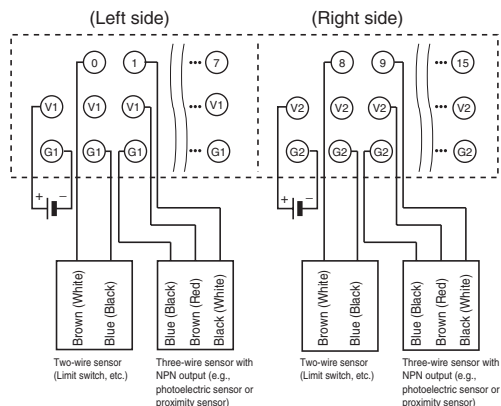 (Left side) (Right side)
0 1 ••• 7 8 9 ••• 15
V1 V1 V1 ••• V1 V2 V2 V2 ••• V2
G1 G1 G1 ••• G1 G2 G2 G2 ••• G2
+ − + −
Brown (White)
Blue (Black)
Blue (Black)
Brown (Red)
Black (White)
Brown (White)
Blue (Black)
Blue (Black)
Brown (Red)
Black (White)
Two-wire sensor
(Limit switch, etc.)
Three-wire sensor with
NPN output (e.g.,
photoelectric sensor or
proximity sensor)
Two-wire sensor
(Limit switch, etc.)
Three-wire sensor with
NPN output (e.g.,
photoelectric sensor or
proximity sensor)